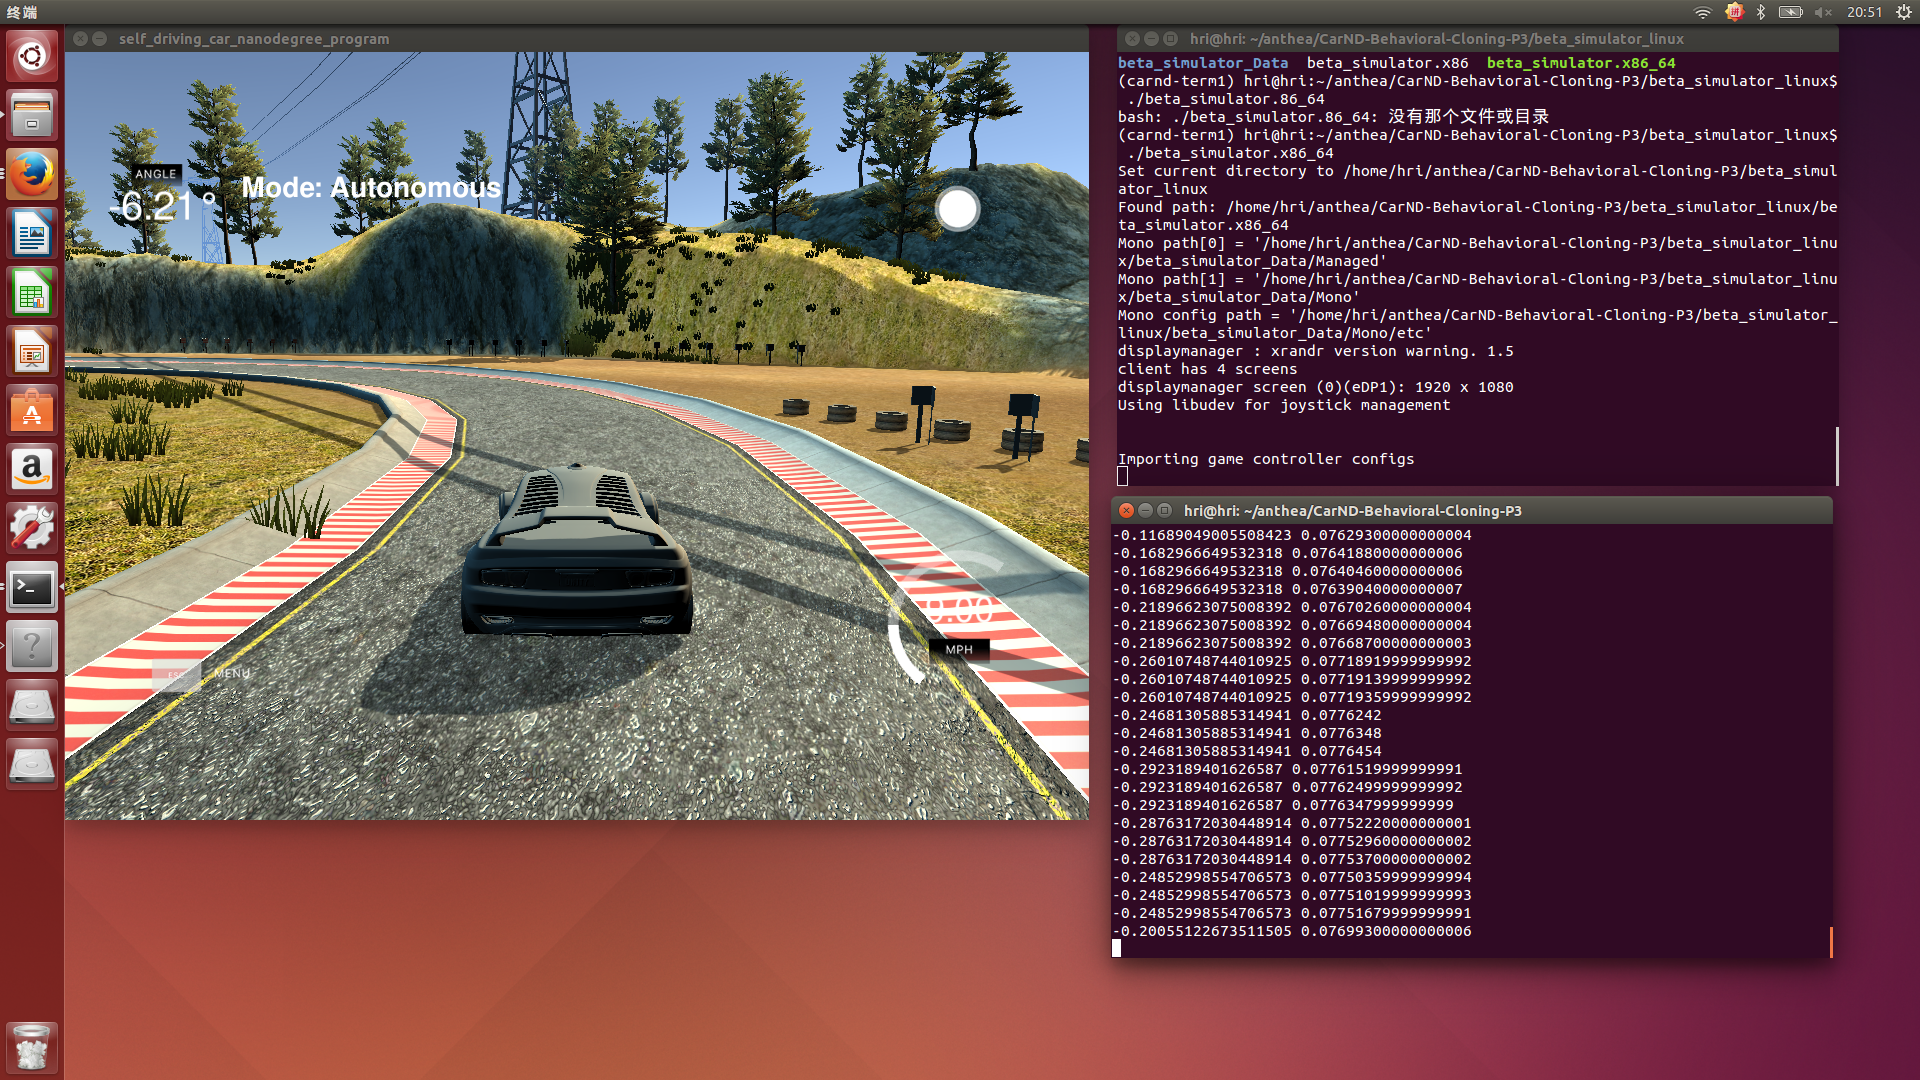 终端
拼
20:51
self_driving_car_nanodegree_program
ANGLE
-6.21°
Mode: Autonomous
MPH
MENU
hri@hri: ~/anthea/CarND-Behavioral-Cloning-P3/beta_simulator_linux
beta_simulator_Data beta_simulator.x86 beta_simulator.x86_64
(carnd-term1) hri@hri:~/anthea/CarND-Behavioral-Cloning-P3/beta_simulator_linux$
./beta_simulator.86_64
bash: ./beta_simulator.86_64: 没有那个文件或目录
(carnd-term1) hri@hri:~/anthea/CarND-Behavioral-Cloning-P3/beta_simulator_linux$
./beta_simulator.x86_64
Set current directory to /home/hri/anthea/CarND-Behavioral-Cloning-P3/beta_simul
ator_linux
Found path: /home/hri/anthea/CarND-Behavioral-Cloning-P3/beta_simulator_linux/be
ta_simulator.x86_64
Mono path[0] = '/home/hri/anthea/CarND-Behavioral-Cloning-P3/beta_simulator_linu
x/beta_simulator_Data/Managed'
Mono path[1] = '/home/hri/anthea/CarND-Behavioral-Cloning-P3/beta_simulator_linu
x/beta_simulator_Data/Mono'
Mono config path = '/home/hri/anthea/CarND-Behavioral-Cloning-P3/beta_simulator_
linux/beta_simulator_Data/Mono/etc'
displaymanager : xrandr version warning. 1.5
client has 4 screens
displaymanager screen (0)(eDP1): 1920 x 1080
Using libudev for joystick management
Importing game controller configs
hri@hri: ~/anthea/CarND-Behavioral-Cloning-P3
-0.11689049005508423 0.07629300000000004
-0.1682966649532318 0.07641880000000006
-0.1682966649532318 0.07640460000000006
-0.1682966649532318 0.07639040000000007
-0.21896623075008392 0.07670260000000004
-0.21896623075008392 0.07669480000000004
-0.21896623075008392 0.07668700000000003
-0.26010748744010925 0.07718919999999992
-0.26010748744010925 0.07719139999999992
-0.26010748744010925 0.07719359999999992
-0.24681305885314941 0.0776242
-0.24681305885314941 0.0776348
-0.24681305885314941 0.0776454
-0.2923189401626587 0.07761519999999991
-0.2923189401626587 0.07762499999999992
-0.2923189401626587 0.0776347999999999
-0.28763172030448914 0.07752220000000001
-0.28763172030448914 0.07752960000000002
-0.28763172030448914 0.07753700000000002
-0.24852998554706573 0.07750359999999994
-0.24852998554706573 0.07751019999999993
-0.24852998554706573 0.07751679999999991
-0.20055122673511505 0.07699300000000006